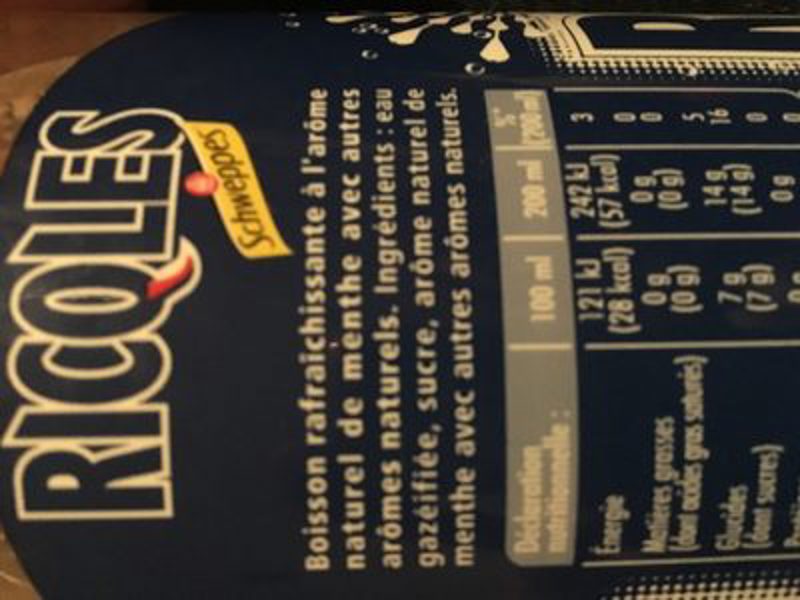 RICQLES
Schweppes
Boisson rafraîchissante à l'arôme
naturel de menthe avec autres
arômes naturels. Ingrédients : eau
gazéifiée, sucre, arôme naturel de
menthe avec autres arômes naturels.
Déclaration nutritionnelle : 100 ml 200 ml %* (200 ml)
Énergie 121 kJ 242 kJ 3
(28 kcal) (57 kcal)
Matières grasses 0 g 0 g 0
(dont acides gras saturés) (0 g) (0 g) 0
Glucides 7 g 14 g 5
(dont sucres) (7 g) (14 g) 16
0 g 0